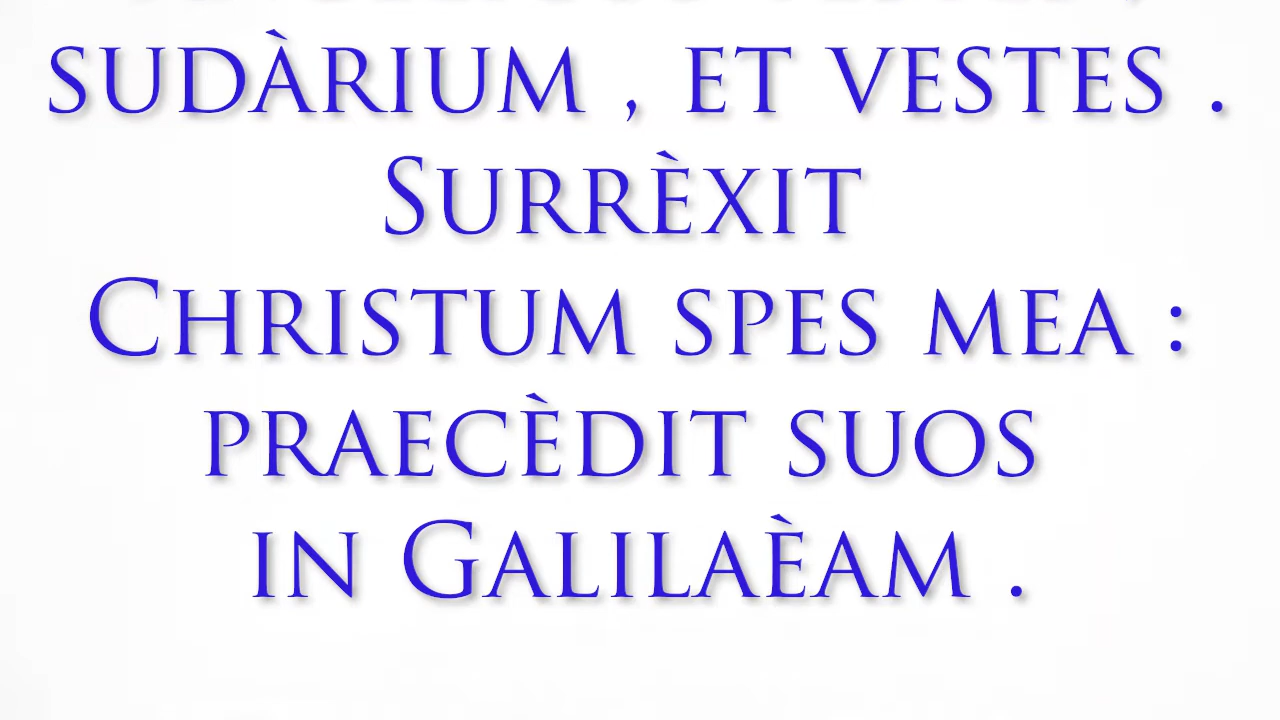 sudàrium , et vestes .
Surrèxit
Christum spes mea :
praecèdit suos
in Galilaèam .